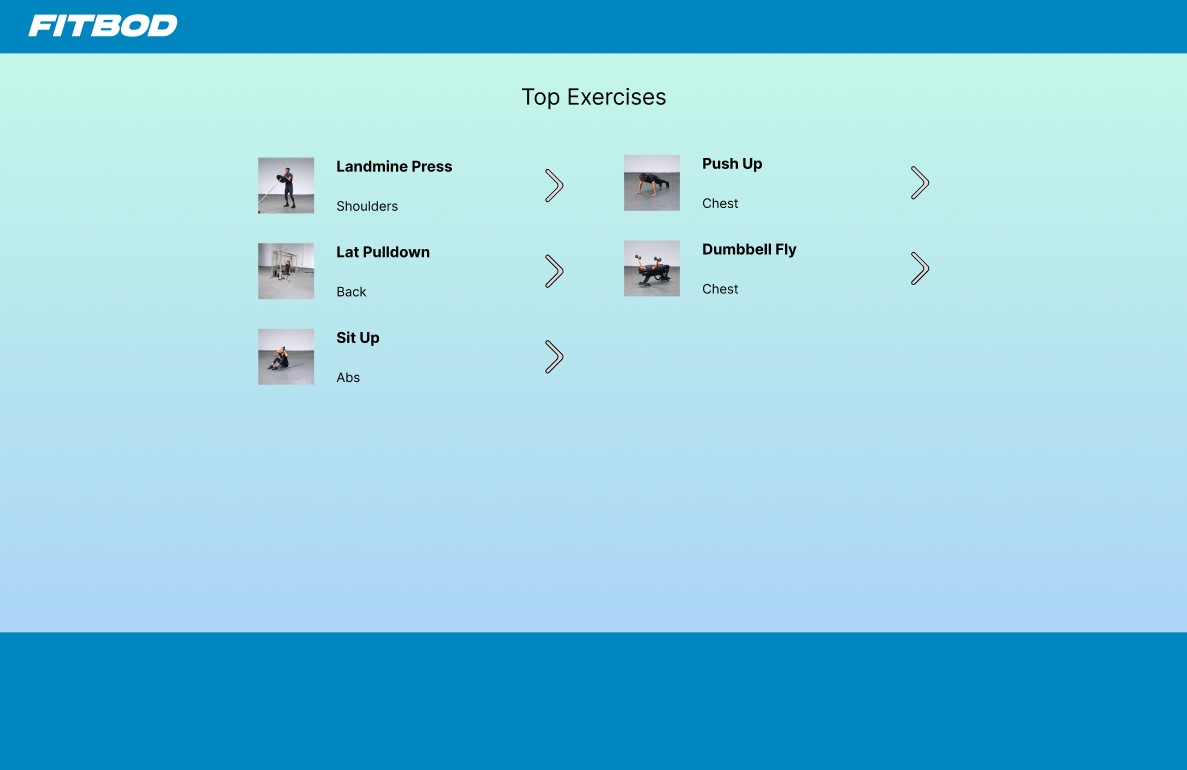 FITBOD
Top Exercises
Landmine Press
Shoulders
Lat Pulldown
Back
Sit Up
Abs
Push Up
Chest
Dumbbell Fly
Chest